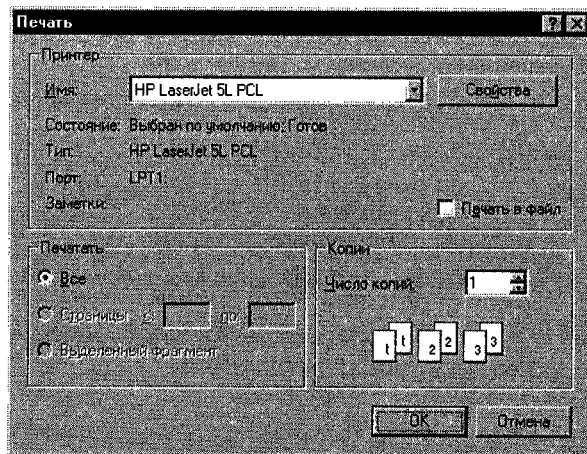 Печать
Принтер
Имя: HP LaserJet 5L PCL Свойства
Состояние: Выбран по умолчанию; Готов
Тип: HP LaserJet 5L PCL
Порт: LPT1:
Заметки: Печать в файл
Печатать
Все
Страницы с по
Выделенный фрагмент
Копии
Число копий: 1
1 1 2 2 3 3
OK Отмена